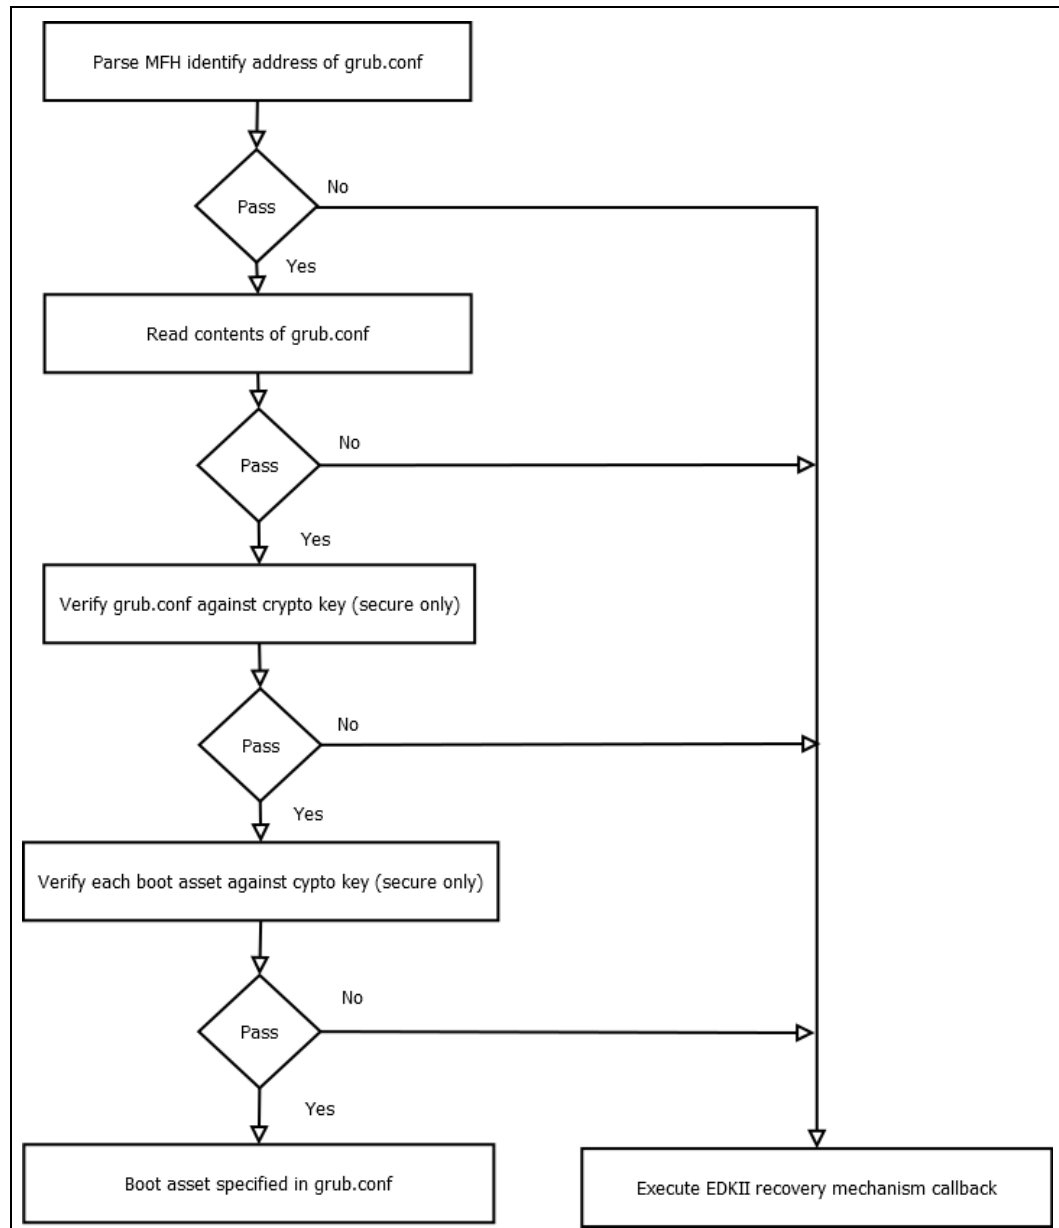 Parse MFH identify address of grub.conf
No
Pass
Yes
Read contents of grub.conf
No
Pass
Yes
Verify grub.conf against crypto key (secure only)
No
Pass
Yes
Verify each boot asset against cypto key (secure only)
No
Pass
Yes
Boot asset specified in grub.conf
Execute EDKII recovery mechanism callback